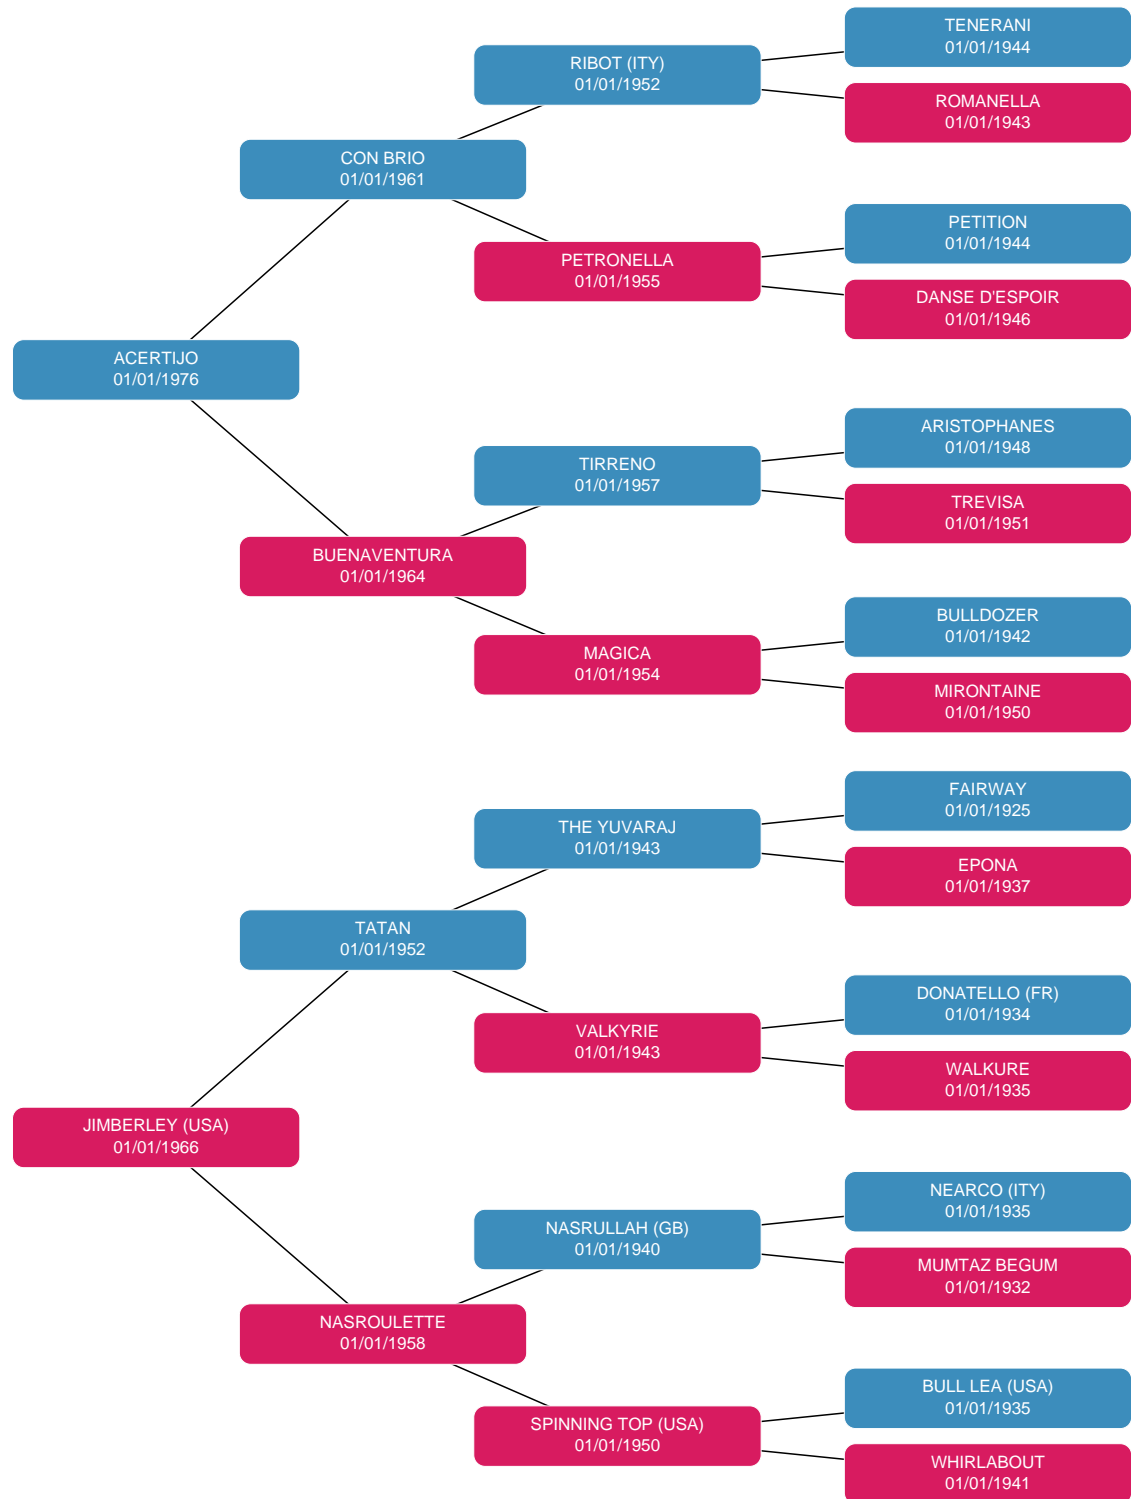 TENERANI
01/01/1944
RIBOT (ITY)
01/01/1952
ROMANELLA
01/01/1943
CON BRIO
01/01/1961
PETITION
01/01/1944
PETRONELLA
01/01/1955
DANSE D'ESPOIR
01/01/1946
ACERTIJO
01/01/1976
ARISTOPHANES
01/01/1948
TIRRENO
01/01/1957
TREVISA
01/01/1951
BUENAVENTURA
01/01/1964
BULLDOZER
01/01/1942
MAGICA
01/01/1954
MIRONTAINE
01/01/1950
FAIRWAY
01/01/1925
THE YUVARAJ
01/01/1943
EPONA
01/01/1937
TATAN
01/01/1952
DONATELLO (FR)
01/01/1934
VALKYRIE
01/01/1943
WALKURE
01/01/1935
JIMBERLEY (USA)
01/01/1966
NEARCO (ITY)
01/01/1935
NASRULLAH (GB)
01/01/1940
MUMTAZ BEGUM
01/01/1932
NASROULETTE
01/01/1958
BULL LEA (USA)
01/01/1935
SPINNING TOP (USA)
01/01/1950
WHIRLABOUT
01/01/1941